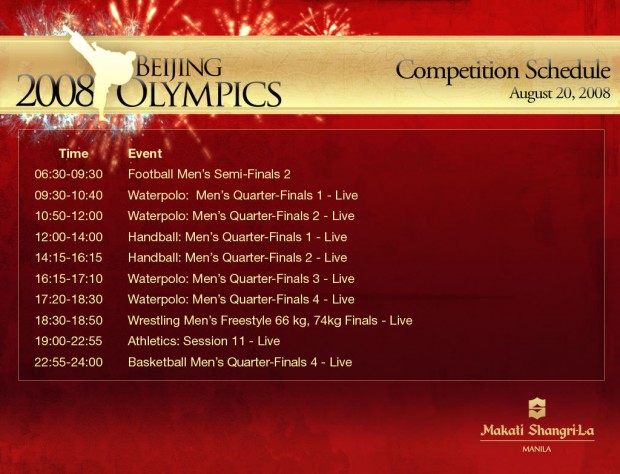 2008 BEIJING OLYMPICS
Competition Schedule
August 20, 2008
Time Event
06:30-09:30 Football Men's Semi-Finals 2
09:30-10:40 Waterpolo:  Men's Quarter-Finals 1 - Live
10:50-12:00 Waterpolo: Men's Quarter-Finals 2 - Live
12:00-14:00 Handball: Men's Quarter-Finals 1 - Live
14:15-16:15 Handball: Men's Quarter-Finals 2 - Live
16:15-17:10 Waterpolo: Men's Quarter-Finals 3 - Live
17:20-18:30 Waterpolo: Men's Quarter-Finals 4 - Live
18:30-18:50 Wrestling Men's Freestyle 66 kg, 74kg Finals - Live
19:00-22:55 Athletics: Session 11 - Live
22:55-24:00 Basketball Men's Quarter-Finals 4 - Live
Makati Shangri-La
MANILA